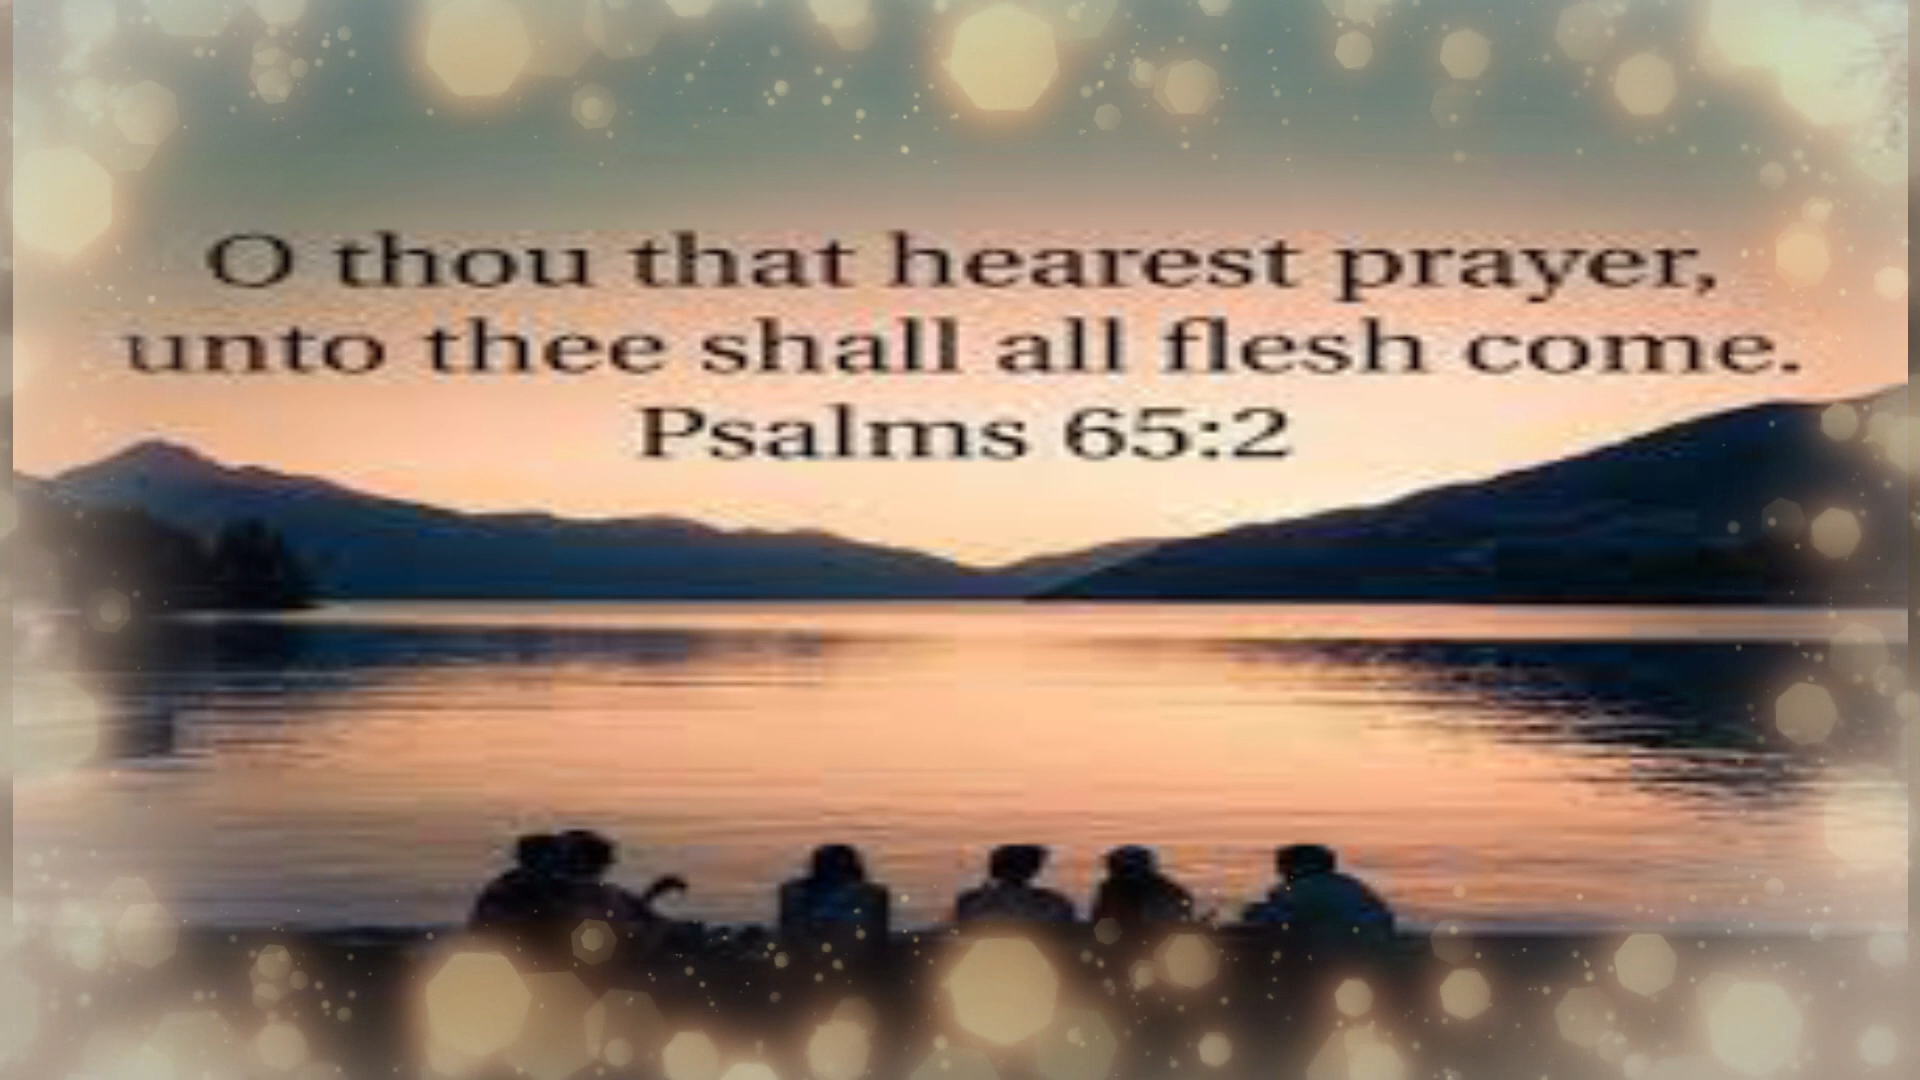 O thou that hearest prayer,
unto thee shall all flesh come.
Psalms 65:2